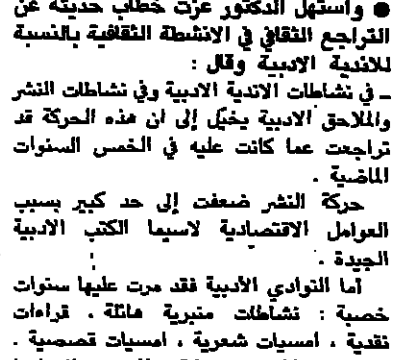 ● واستهل الدكتور عزت خطاب حديثه عن
التراجع الثقافي في الانشطة الثقافية بالنسبة
للاندية الادبية وقال :
ـ في نشاطات الاندية الادبية وفي نشاطات النشر
والملاحق الادبية يخيّل إلى ان هذه الحركة قد
تراجعت عما كانت عليه في الخمس السنوات
الماضية .
حركة النشر ضعفت إلى حد كبير بسبب
العوامل الاقتصادية لاسيما الكتب الادبية
الجيدة .
أما النوادي الأدبية فقد مرت عليها سنوات
خصبة : نشاطات منبرية هائلة . قراءات
نقدية ، امسيات شعرية ، امسيات قصصية .